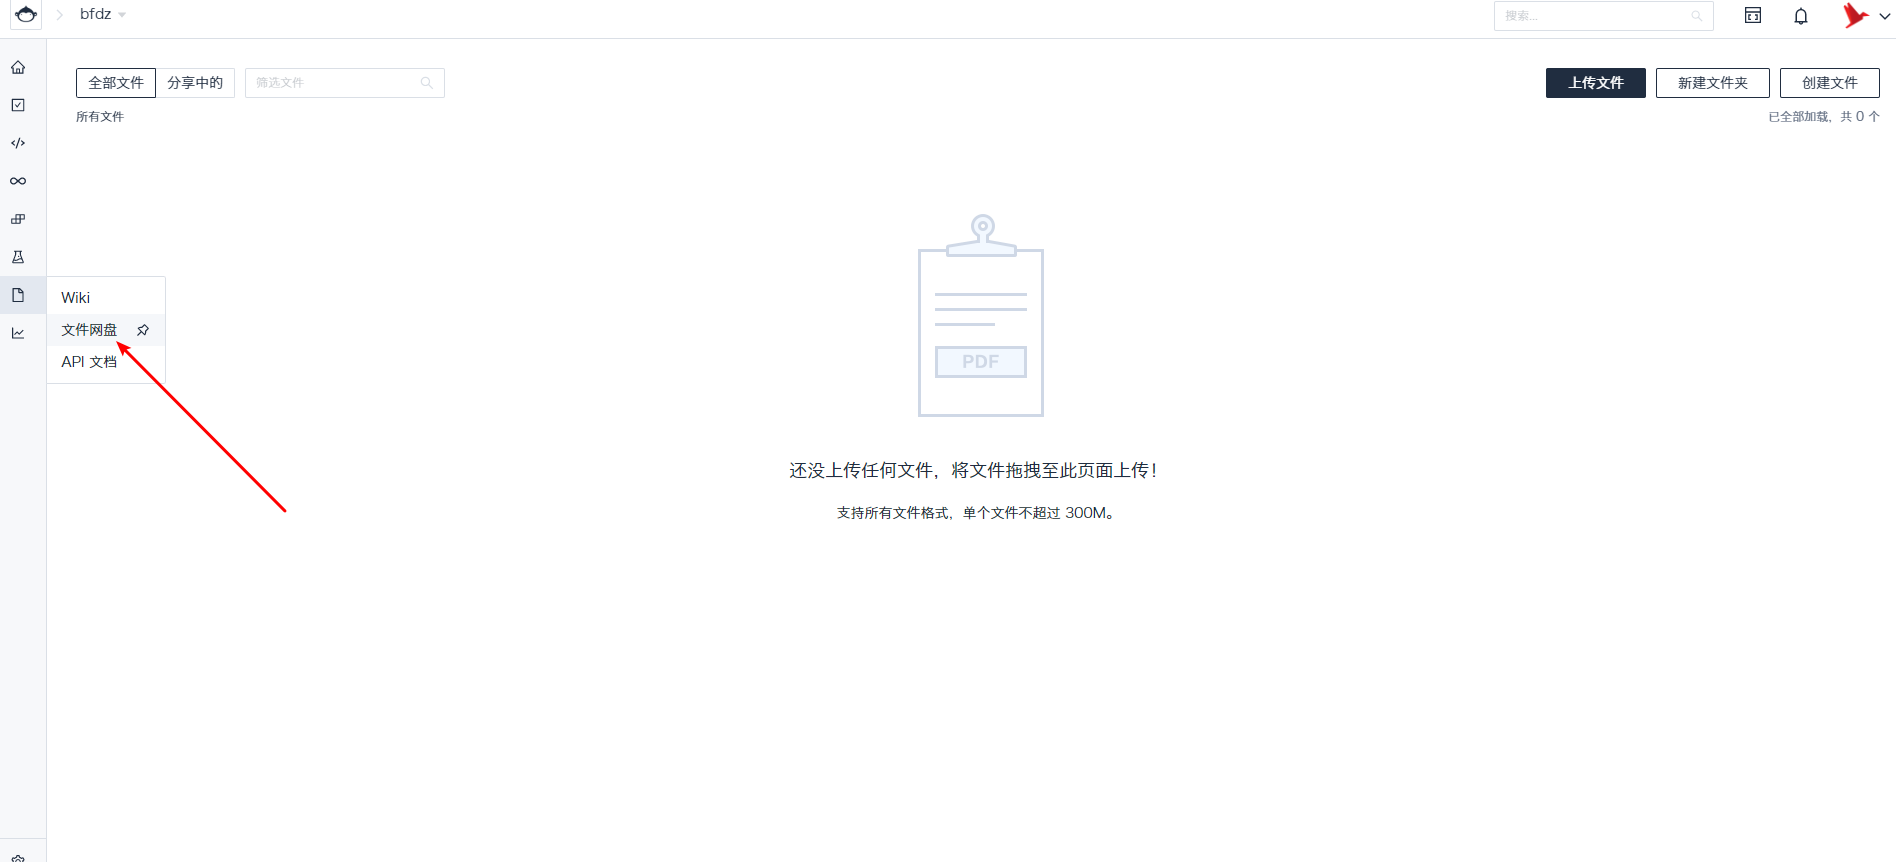 bfdz
搜索...
全部文件
分享中的
筛选文件
上传文件
新建文件夹
创建文件
所有文件
已全部加载，共 0 个
Wiki
文件网盘
API 文档
PDF
还没上传任何文件，将文件拖拽至此页面上传！
支持所有文件格式，单个文件不超过 300M。